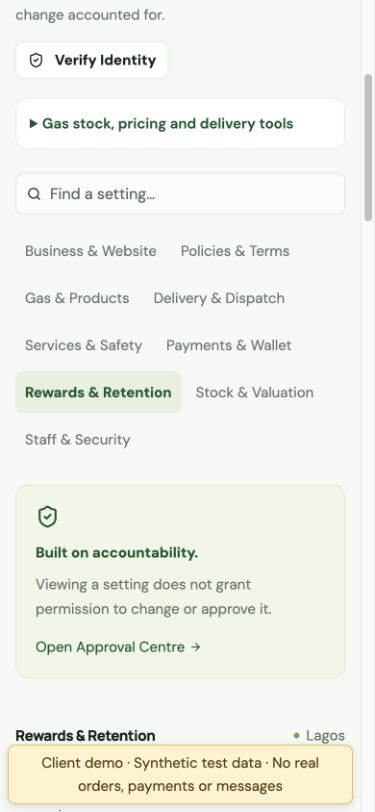 change accounted for.
Verify Identity
Gas stock, pricing and delivery tools
Find a setting...
Business & Website Policies & Terms
Gas & Products Delivery & Dispatch
Services & Safety Payments & Wallet
Rewards & Retention Stock & Valuation
Staff & Security
Built on accountability.
Viewing a setting does not grant
permission to change or approve it.
Open Approval Centre →
Rewards & Retention Lagos
Client demo · Synthetic test data · No real
orders, payments or messages